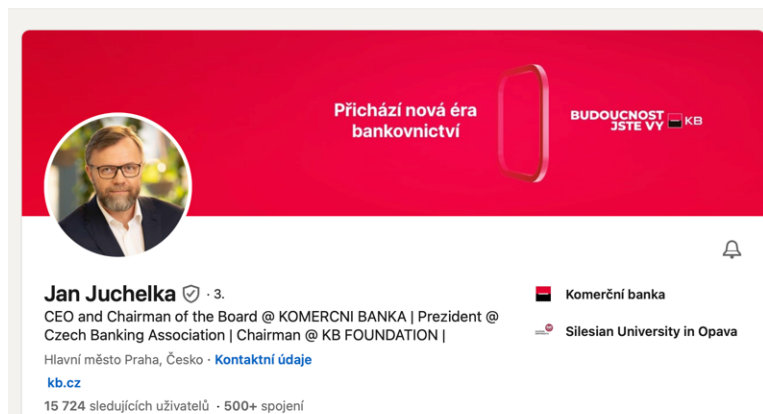 Přichází nová éra
bankovnictví
BUDOUCNOST
JSTE VY KB
Jan Juchelka · 3.
CEO and Chairman of the Board @ KOMERCNI BANKA | Prezident @
Czech Banking Association | Chairman @ KB FOUNDATION |
Hlavní město Praha, Česko · Kontaktní údaje
kb.cz
15 724 sledujících uživatelů · 500+ spojení
Komerční banka
Silesian University in Opava